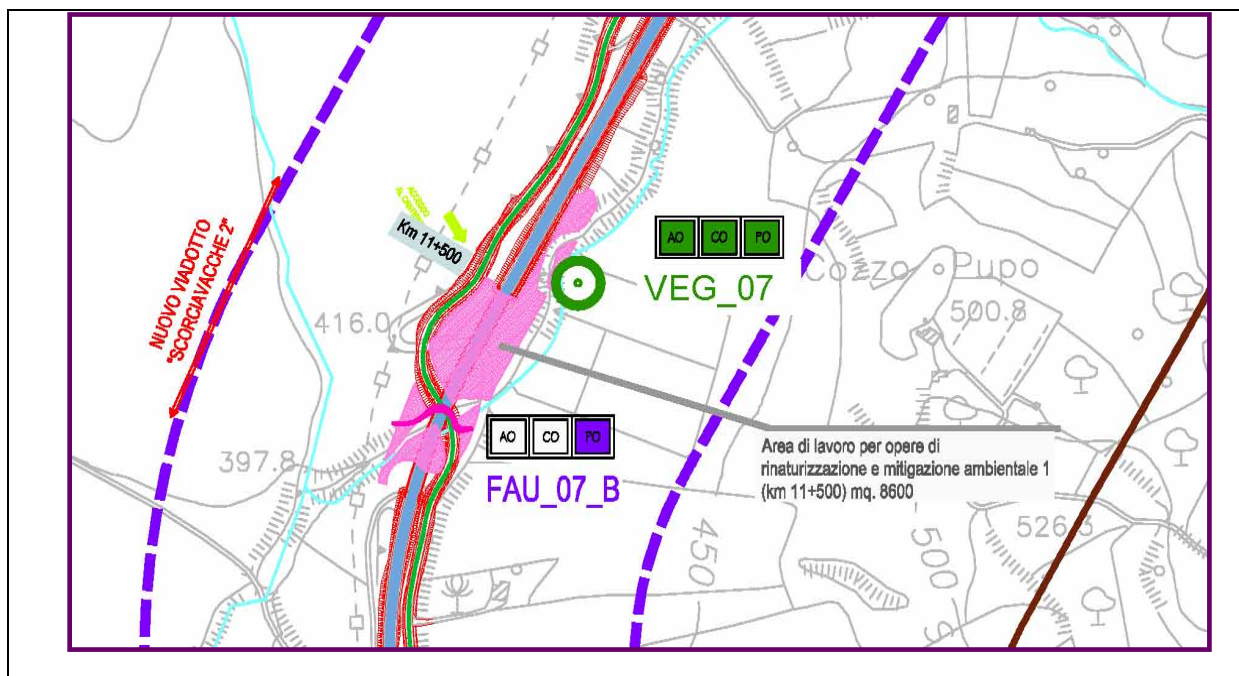 NUOVO VIADOTTO
"SCORCIAVACCHE 2"
Km 11+500
416.0
397.8
AO CO PO
VEG_07
AO CO PO
FAU_07_B
Cozzo Pupo
500.8
Area di lavoro per opere di
rinaturizzazione e mitigazione ambientale 1
(km 11+500) mq. 8600
526.3
450
500